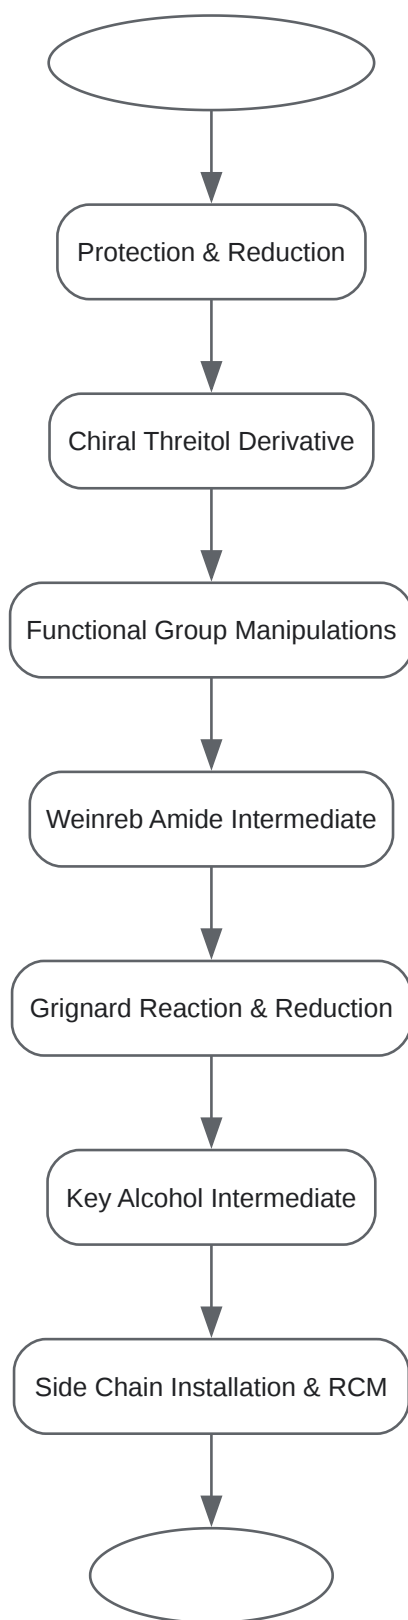 Protection & Reduction
Chiral Threitol Derivative
Functional Group Manipulations
Weinreb Amide Intermediate
Grignard Reaction & Reduction
Key Alcohol Intermediate
Side Chain Installation & RCM